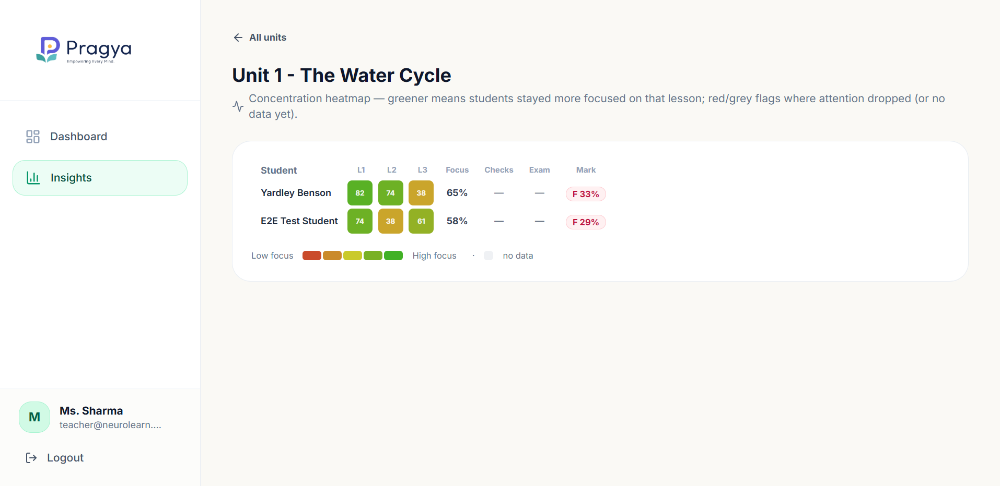 Pragya
Empowering Every Mind.
Dashboard
Insights
Ms. Sharma
M
teacher@neurolearn....
Logout
All units
Unit 1 - The Water Cycle
Concentration heatmap — greener means students stayed more focused on that lesson; red/grey flags where attention dropped (or no
data yet).
Student L1 L2 L3 Focus Checks Exam Mark
Yardley Benson 82 74 38 65% — — F 33%
E2E Test Student 74 38 61 58% — — F 29%
Low focus High focus · no data